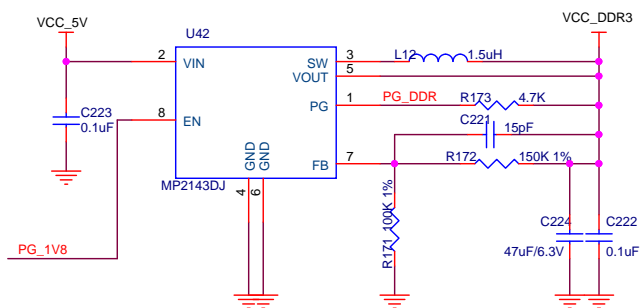 VCC_5V
U42
VCC_DDR3
2
VIN
SW
3
L12
1.5uH
VOUT
5
C223
0.1uF
8
EN
PG
1
PG_DDR
R173
4.7K
C221
15pF
GND
GND
FB
7
R172
150K 1%
MP2143DJ
4
6
R171
100K 1%
C224
47uF/6.3V
C222
0.1uF
PG_1V8